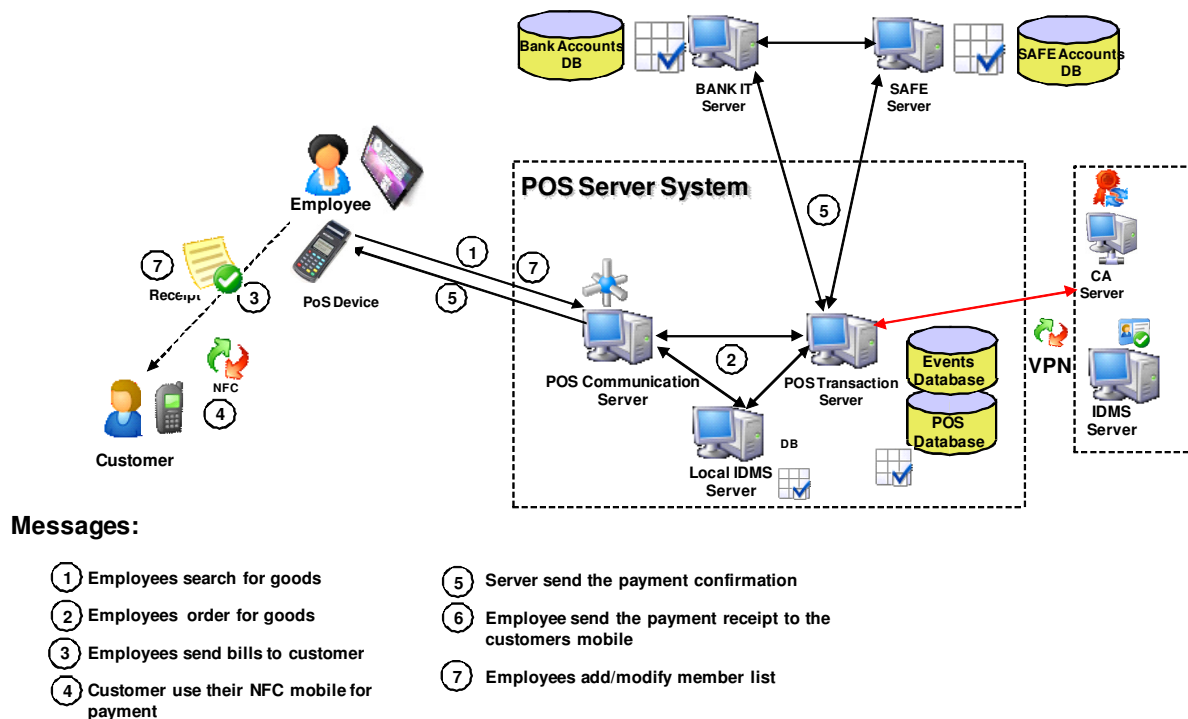 Bank Accounts
DB
BANK IT
Server
SAFE
Server
SAFE Accounts
DB
Employee
POS Server System
5
CA
Server
7
Receipt
3
PoS Device
1
7
5
NFC
4
Customer
POS Communication
Server
2
POS Transaction
Server
Events
Database
POS
Database
VPN
IDMS
Server
DB
Local IDMS
Server
Messages:
1 Employees search for goods
2 Employees order for goods
3 Employees send bills to customer
4 Customer use their NFC mobile for
payment
5 Server send the payment confirmation
6 Employee send the payment receipt to the
customers mobile
7 Employees add/modify member list